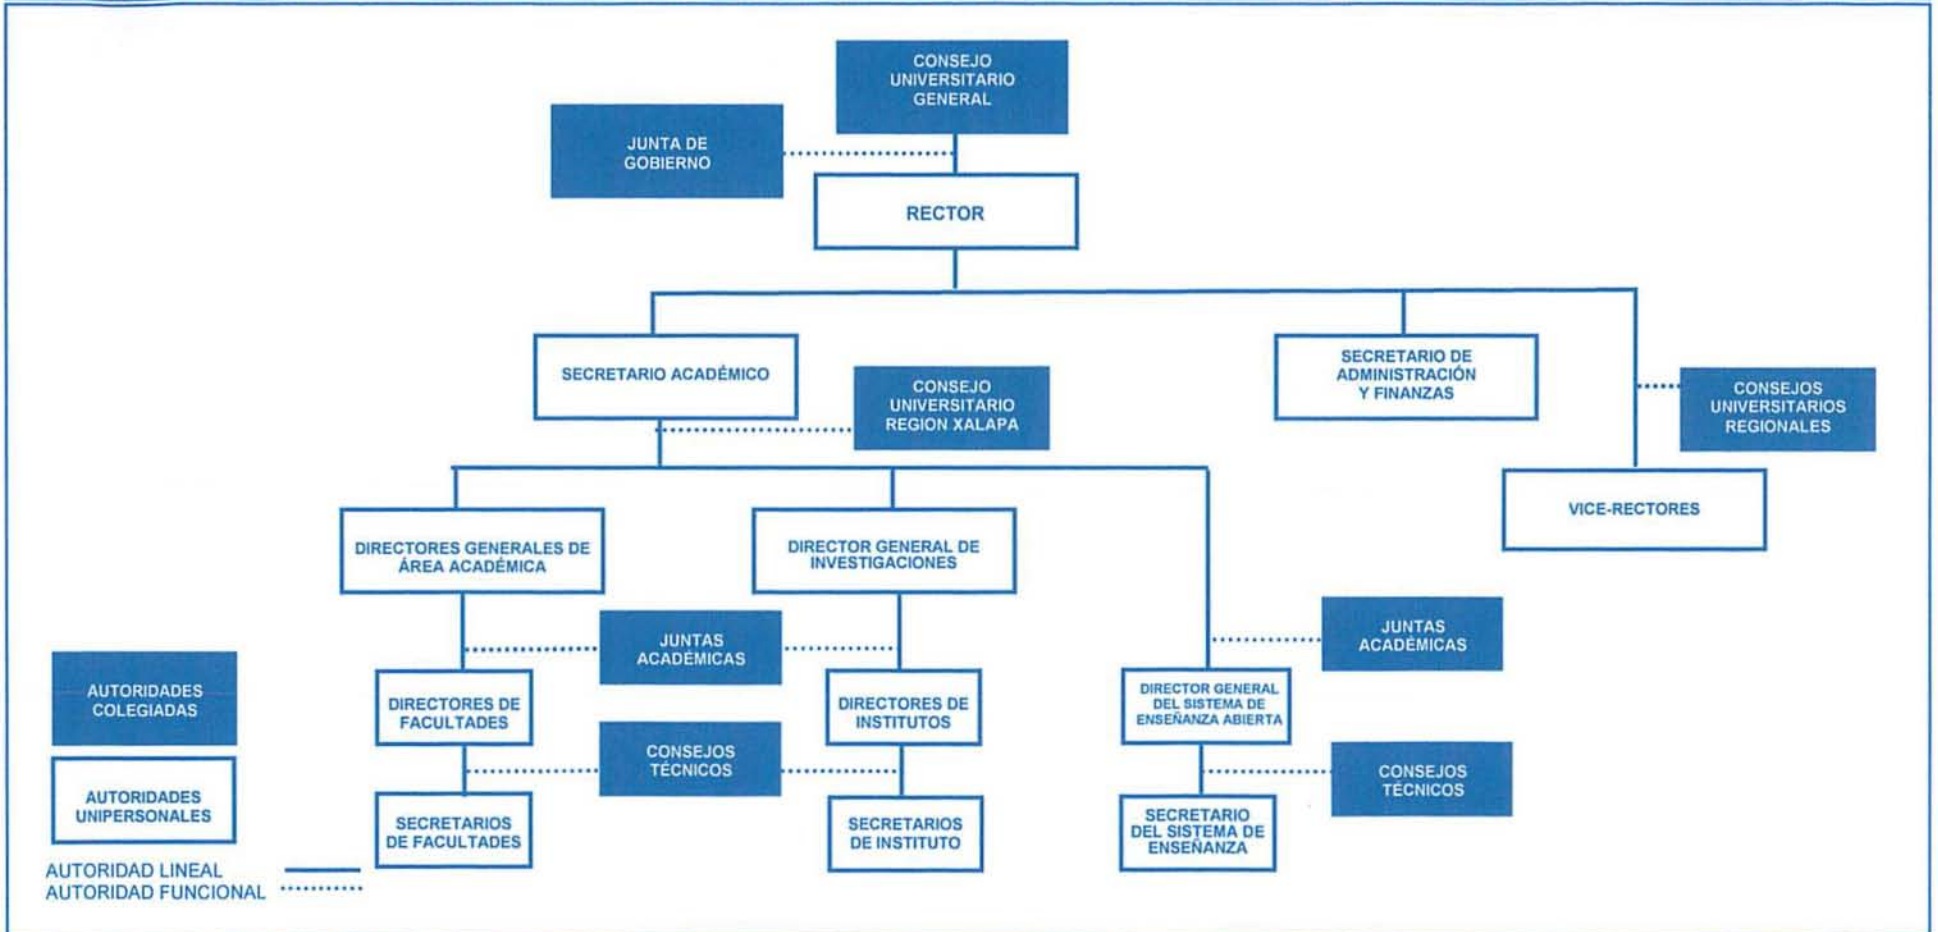 CONSEJO
UNIVERSITARIO
GENERAL
JUNTA DE
GOBIERNO
RECTOR
SECRETARIO ACADÉMICO
CONSEJO
UNIVERSITARIO
REGION XALAPA
SECRETARIO DE
ADMINISTRACIÓN
Y FINANZAS
CONSEJOS
UNIVERSITARIOS
REGIONALES
VICE-RECTORES
DIRECTORES GENERALES DE
ÁREA ACADÉMICA
DIRECTOR GENERAL DE
INVESTIGACIONES
JUNTAS
ACADÉMICAS
JUNTAS
ACADÉMICAS
DIRECTORES DE
FACULTADES
DIRECTORES DE
INSTITUTOS
DIRECTOR GENERAL
DEL SISTEMA DE
ENSEÑANZA ABIERTA
CONSEJOS
TÉCNICOS
CONSEJOS
TÉCNICOS
SECRETARIOS
DE FACULTADES
SECRETARIOS
DE INSTITUTO
SECRETARIO
DEL SISTEMA DE
ENSEÑANZA
AUTORIDADES
COLEGIADAS
AUTORIDADES
UNIPERSONALES
AUTORIDAD LINEAL
AUTORIDAD FUNCIONAL